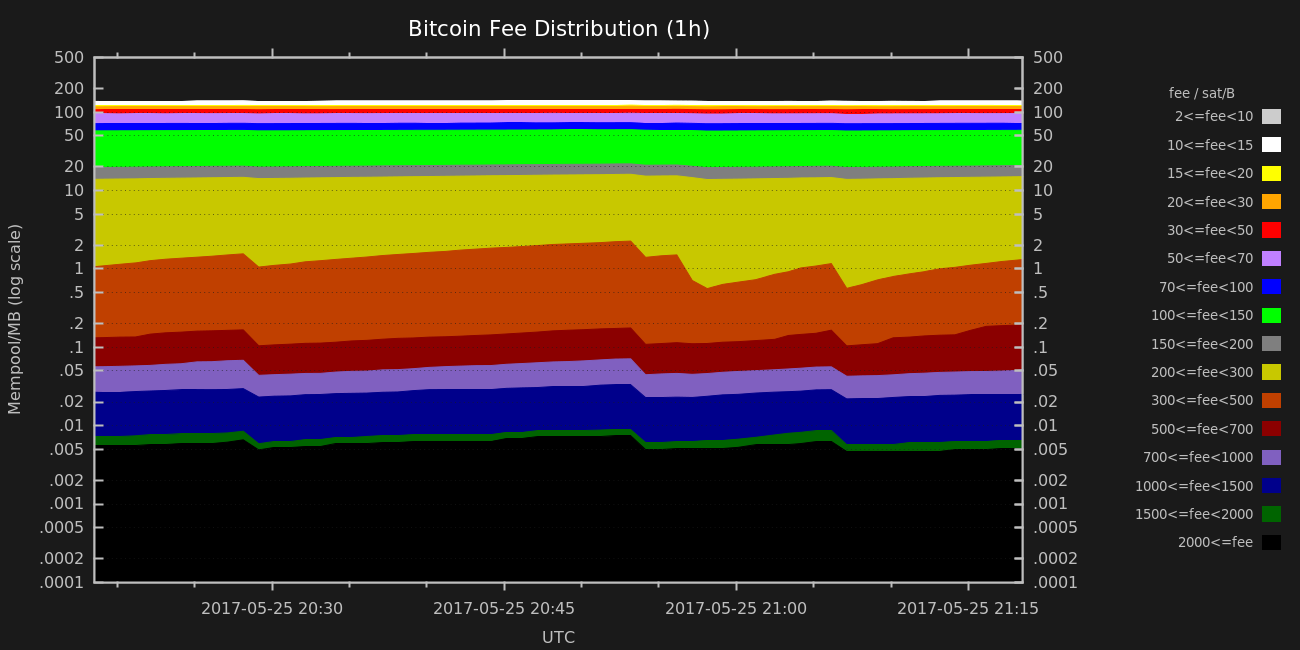 Bitcoin Fee Distribution (1h)
500
200
100
50
20
10
5
2
1
.5
.2
.1
.05
.02
.01
.005
.002
.001
.0005
.0002
.0001
Mempool/MB (log scale)
500
200
100
50
20
10
5
2
1
.5
.2
.1
.05
.02
.01
.005
.002
.001
.0005
.0002
.0001
2017-05-25 20:30
2017-05-25 20:45
2017-05-25 21:00
2017-05-25 21:15
UTC
fee / sat/B
2<=fee<10
10<=fee<15
15<=fee<20
20<=fee<30
30<=fee<50
50<=fee<70
70<=fee<100
100<=fee<150
150<=fee<200
200<=fee<300
300<=fee<500
500<=fee<700
700<=fee<1000
1000<=fee<1500
1500<=fee<2000
2000<=fee